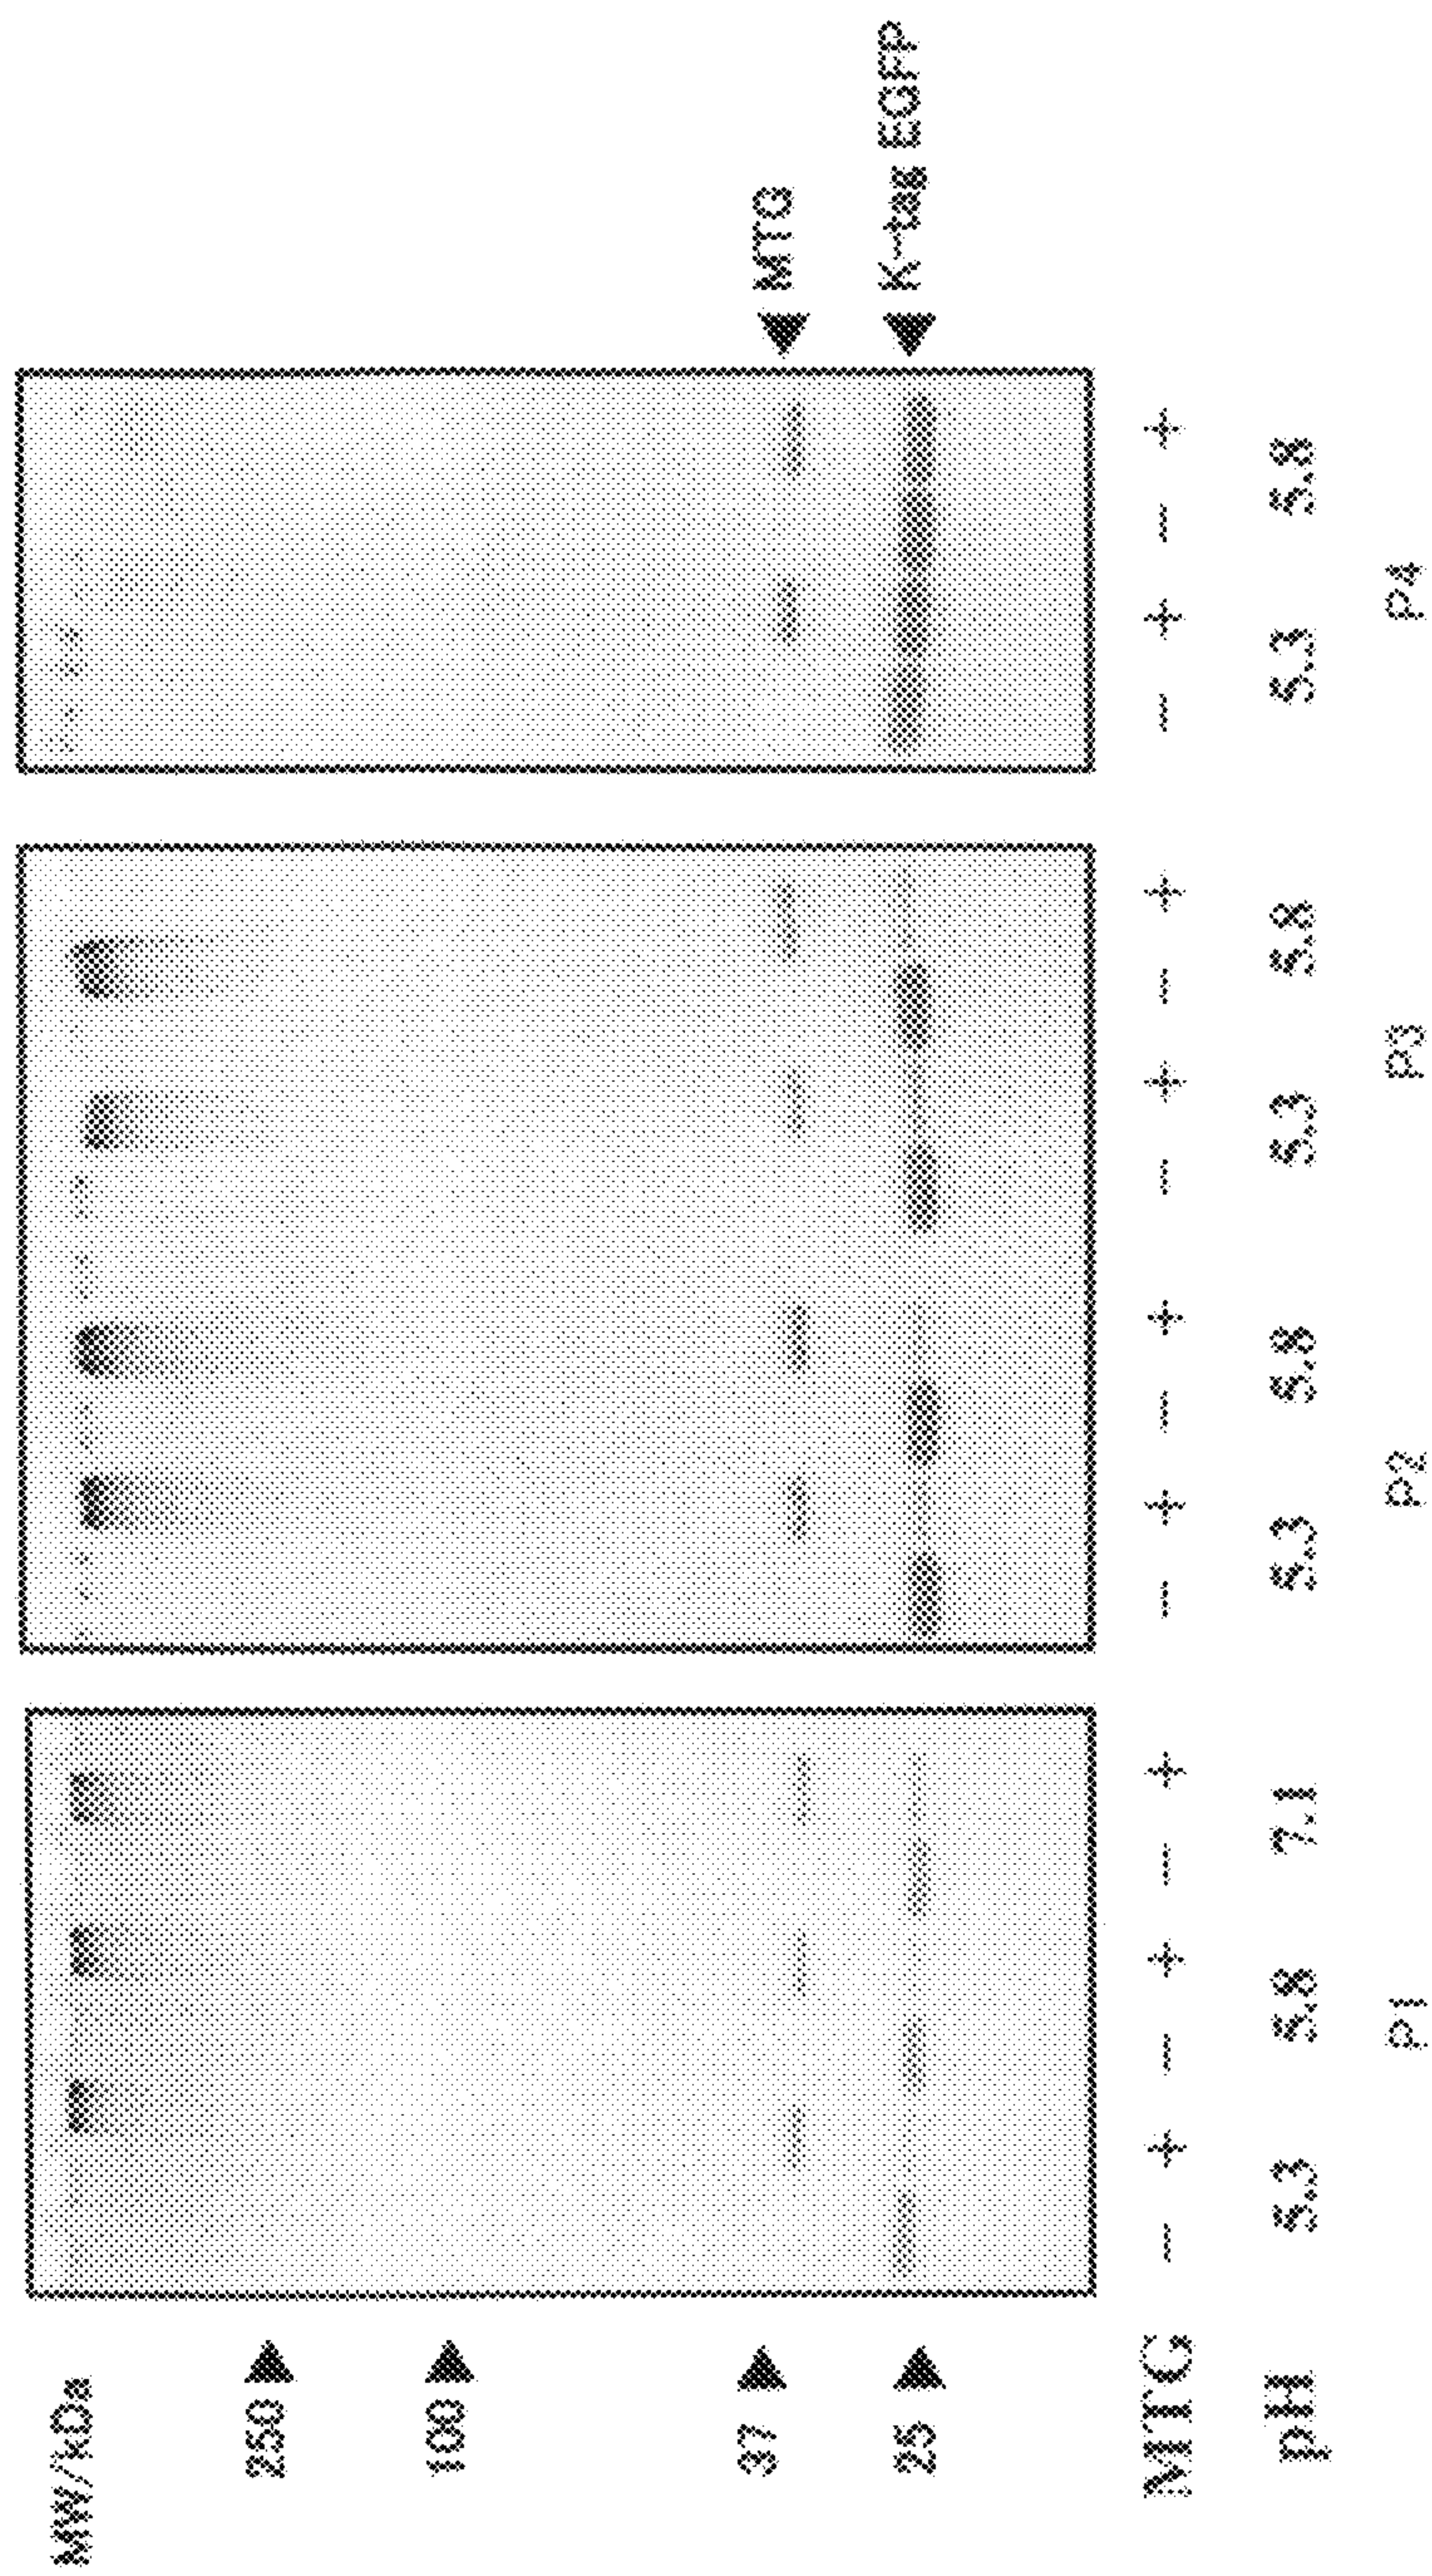 MW/kDa
250
100
37
25
MTG
K-tag EGFP
MTG − + − + − + − + − + − + − + − + − +
pH 5.3 5.8 7.1 5.3 5.8 5.3 5.8 5.3 5.8
P1 P2 P3 P4